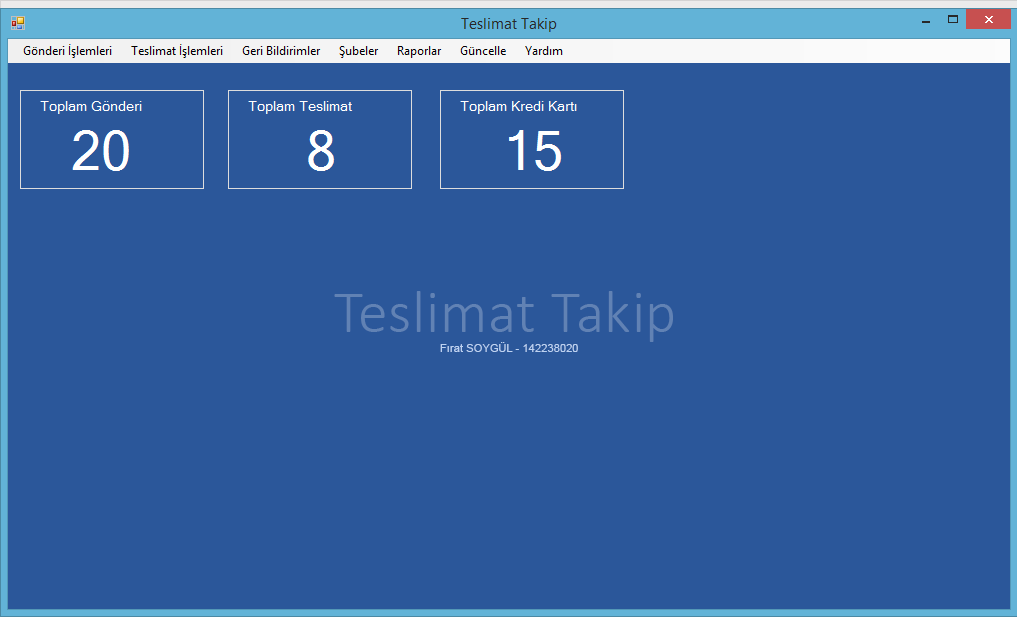 Teslimat Takip
Gönderi İşlemleri Teslimat İşlemleri Geri Bildirimler Şubeler Raporlar Güncelle Yardım
Toplam Gönderi Toplam Teslimat Toplam Kredi Kartı
20 8 15
Teslimat Takip
Fırat SOYGÜL - 142238020